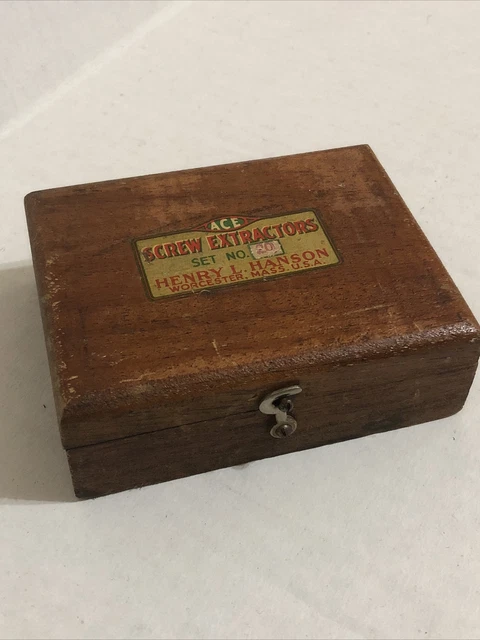 ACE
SCREW EXTRACTORS
SET NO. 20
HENRY L. HANSON
WORCESTER, MASS. U.S.A.